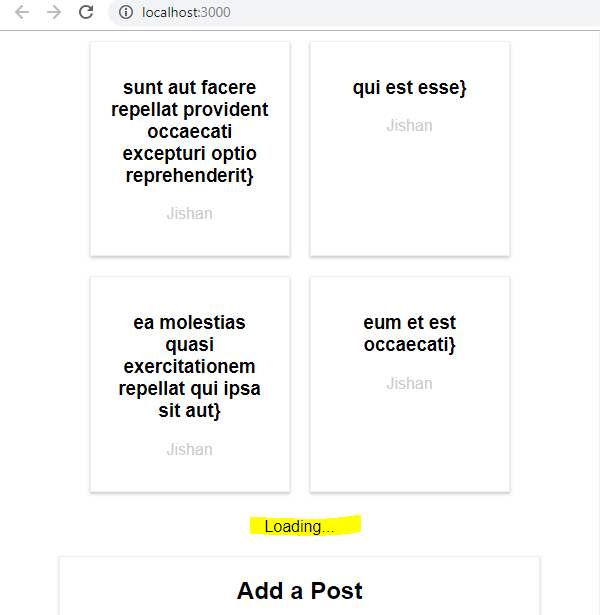 localhost:3000
sunt aut facere
repellat provident
occaecati
excepturi optio
reprehenderit}
Jishan
qui est esse}
Jishan
ea molestias
quasi
exercitationem
repellat qui ipsa
sit aut}
Jishan
eum et est
occaecati}
Jishan
Loading...
Add a Post